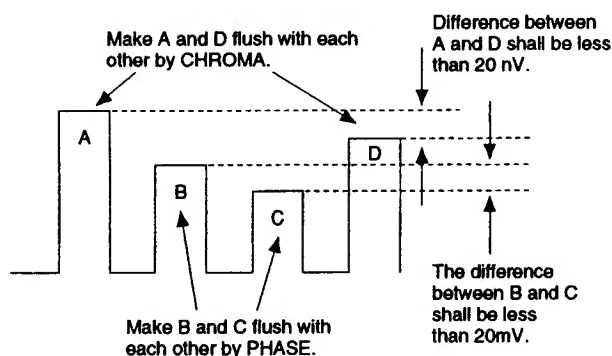 Make A and D flush with each
other by CHROMA.
Difference between
A and D shall be less
than 20 nV.
A
B
C
D
Make B and C flush with
each other by PHASE.
The difference
between B and C
shall be less
than 20mV.